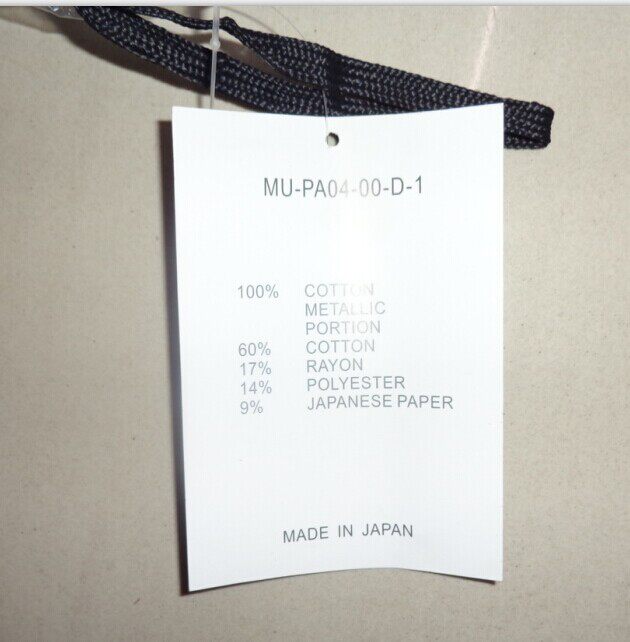 MU-PA04-00-D-1
100% COTTON
METALLIC
PORTION
60% COTTON
17% RAYON
14% POLYESTER
9% JAPANESE PAPER
MADE IN JAPAN